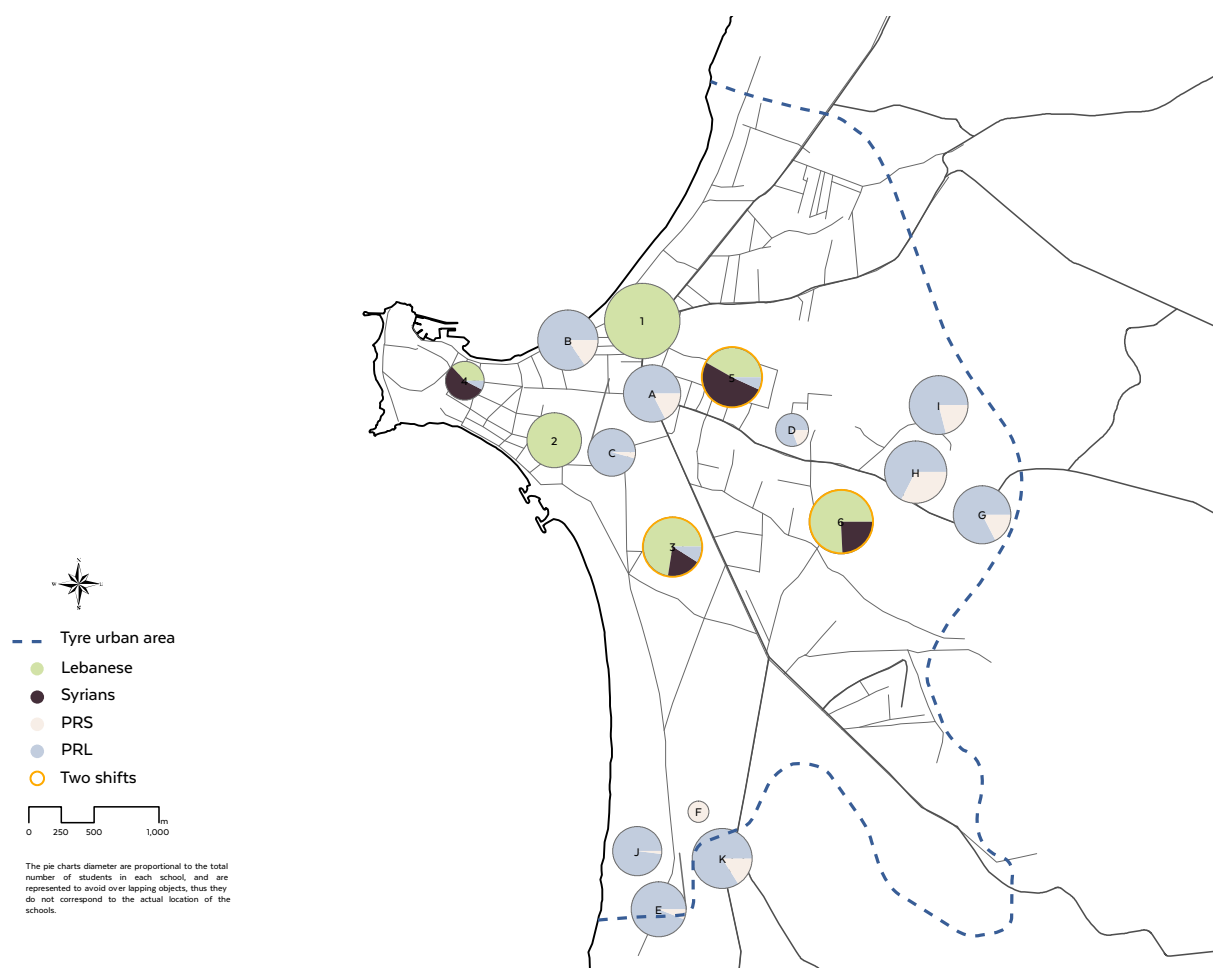 1
B
5
4
A
I
D
2
C
H
G
6
3
N
W
E
S
Tyre urban area
Lebanese
Syrians
PRS
PRL
Two shifts
m
0 250 500 1,000
F
J
K
E
The pie charts diameter are proportional to the total
number of students in each school, and are
represented to avoid over lapping objects, thus they
do not correspond to the actual location of the
schools.